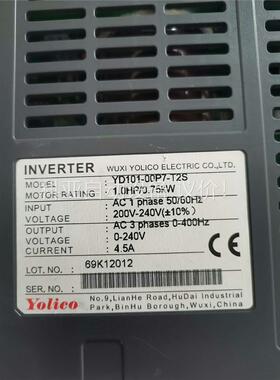 INVERTER WUXI YOLICO ELECTRIC CO.,LTD.
MODEL YD101-00P7-T2S
MOTOR RATING 1.0HP/0.75kW
INPUT AC 1 phase 50/60Hz
VOLTAGE 200V-240V(±10%)
OUTPUT AC 3 phases 0-400Hz
VOLTAGE 0-240V
CURRENT 4.5A
LOT. NO.: 69K12012
SER. NO.:
Yolico No.9,LianHe Road,HuDai Industrial
Park,BinHu Borough,Wuxi,China